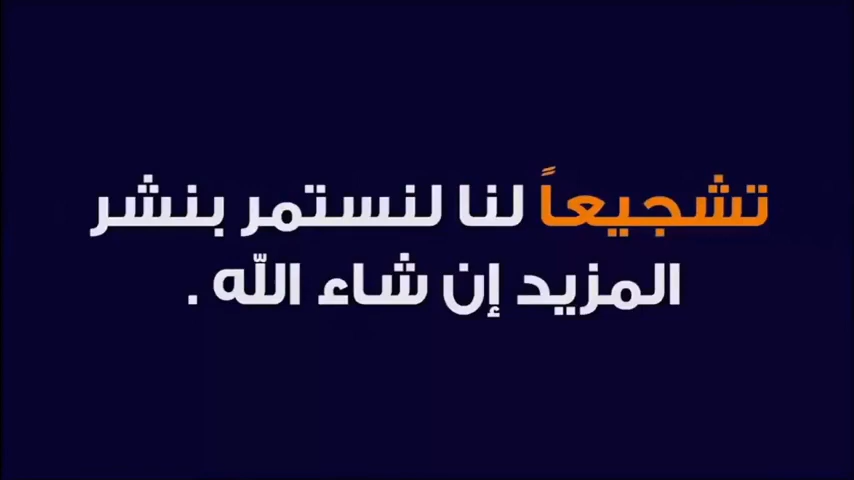 تشجيعاً لنا لنستمر بنشر
المزيد إن شاء الله .